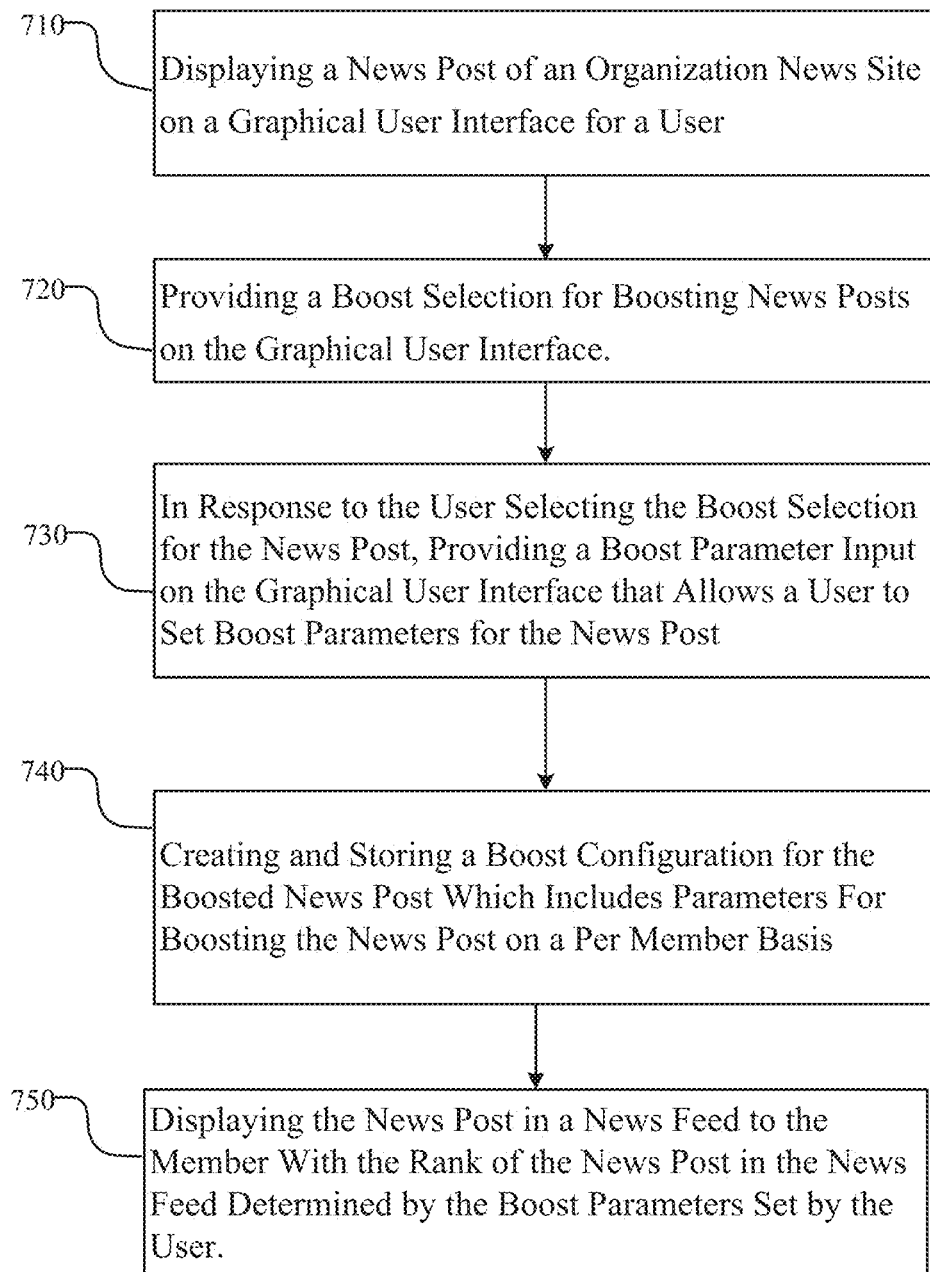 710
Displaying a News Post of an Organization News Site
on a Graphical User Interface for a User
720
Providing a Boost Selection for Boosting News Posts
on the Graphical User Interface.
730
In Response to the User Selecting the Boost Selection
for the News Post, Providing a Boost Parameter Input
on the Graphical User Interface that Allows a User to
Set Boost Parameters for the News Post
740
Creating and Storing a Boost Configuration for the
Boosted News Post Which Includes Parameters For
Boosting the News Post on a Per Member Basis
750
Displaying the News Post in a News Feed to the
Member With the Rank of the News Post in the News
Feed Determined by the Boost Parameters Set by the
User.